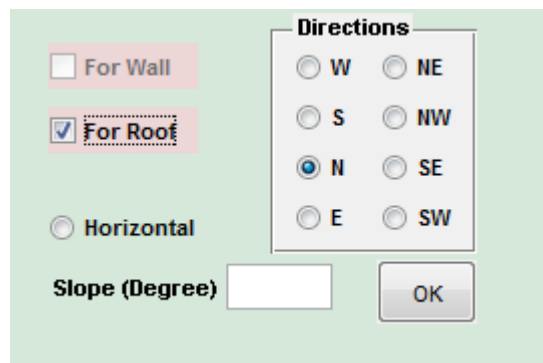 Directions
For Wall
W
NE
For Roof
S
NW
N
SE
Horizontal
E
SW
Slope (Degree)
OK